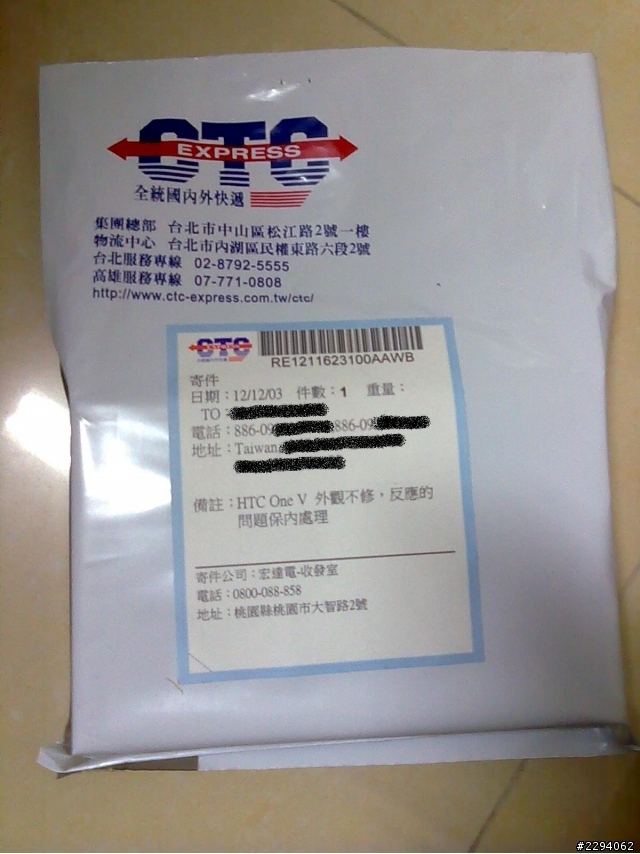 CTC
EXPRESS
全統國內外快遞
集團總部 台北市中山區松江路2號一樓
物流中心 台北市內湖區民權東路六段2號
台北服務專線 02-8792-5555
高雄服務專線 07-771-0808
http://www.ctc-express.com.tw/ctc/
CTC
RE1211623100AAWB
寄件
日期：12/12/03 件數：1 重量：
TO
電話：886-09 886-09
地址：Taiwan
備註：HTC One V 外觀不修，反應的
問題保內處理
寄件公司：宏達電-收發室
電話：0800-088-858
地址：桃園縣桃園市大智路2號
#2294062